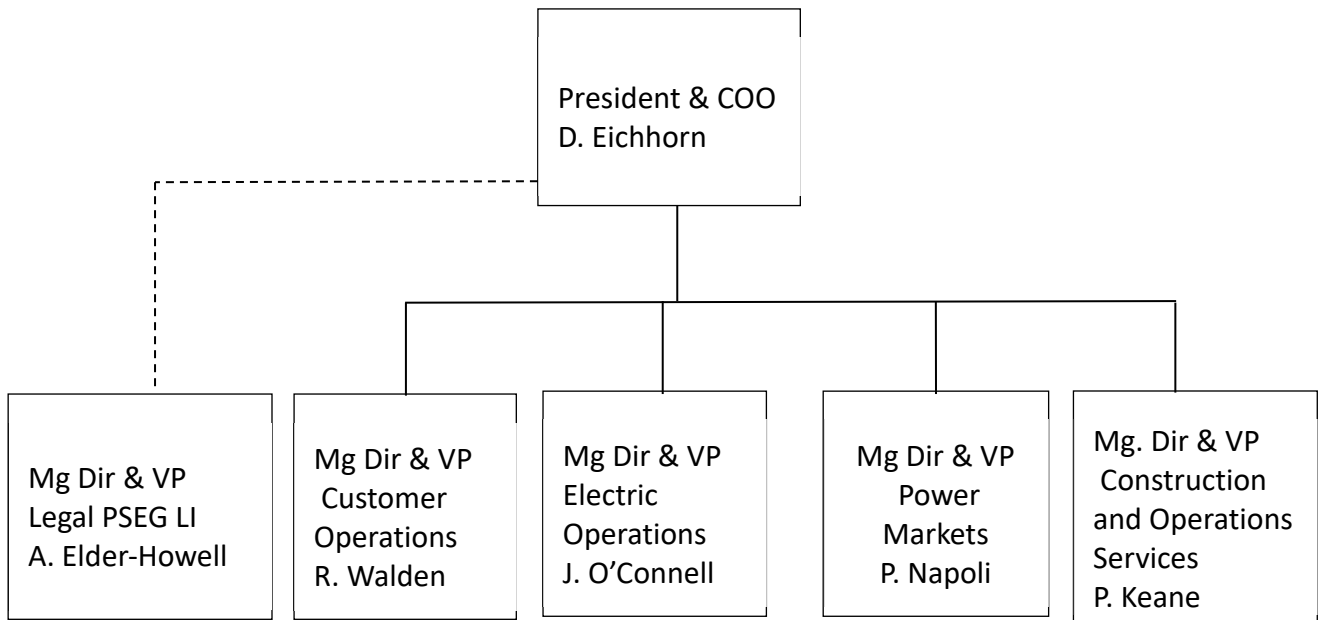 President & COO
D. Eichhorn
Mg Dir & VP
Legal PSEG LI
A. Elder-Howell
Mg Dir & VP
Customer
Operations
R. Walden
Mg Dir & VP
Electric
Operations
J. O’Connell
Mg Dir & VP
Power
Markets
P. Napoli
Mg. Dir & VP
Construction
and Operations
Services
P. Keane